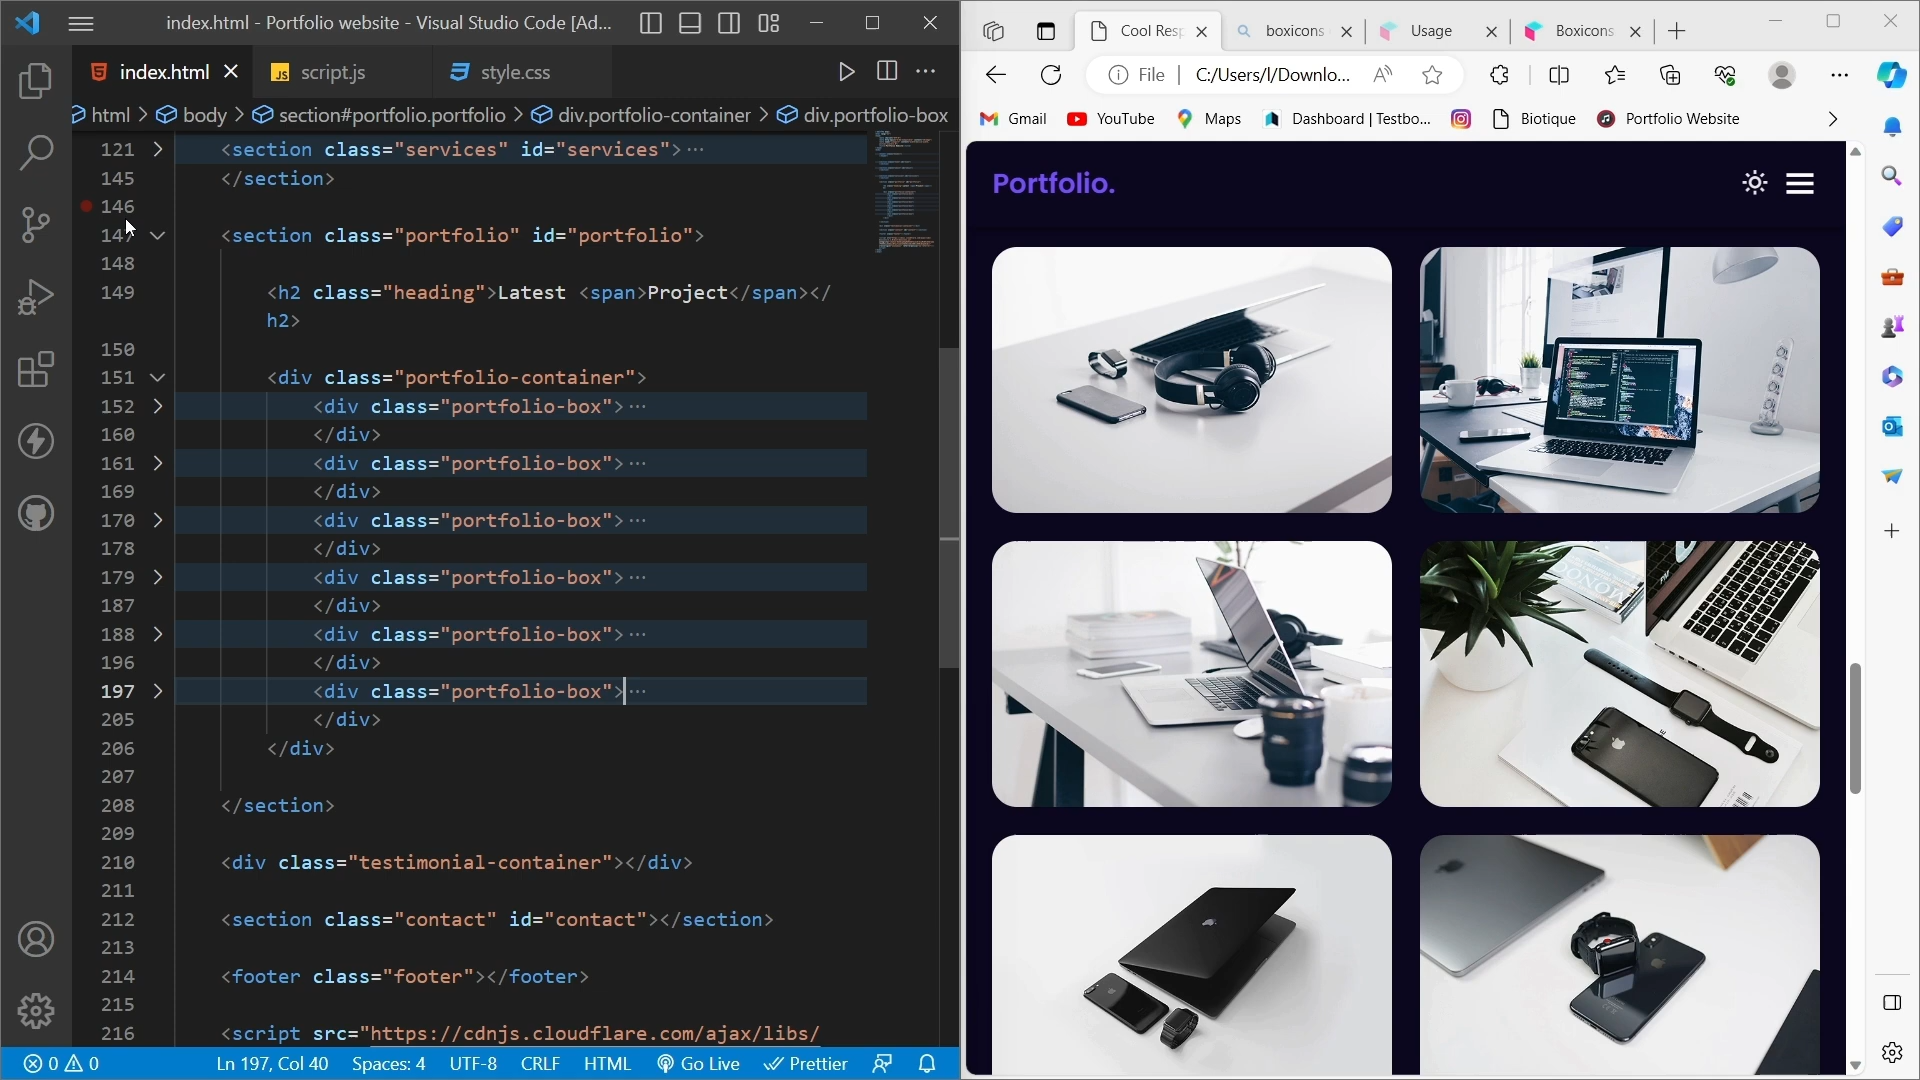 index.html - Portfolio website - Visual Studio Code [Ad...
index.html
script.js
style.css
html > body > section#portfolio.portfolio > div.portfolio-container > div.portfolio-box
121 <section class="services" id="services">···
145 </section>
146
147 <section class="portfolio" id="portfolio">
148
149 <h2 class="heading">Latest <span>Project</span></
h2>
150
151 <div class="portfolio-container">
152 <div class="portfolio-box">···
160 </div>
161 <div class="portfolio-box">···
169 </div>
170 <div class="portfolio-box">···
178 </div>
179 <div class="portfolio-box">···
187 </div>
188 <div class="portfolio-box">···
196 </div>
197 <div class="portfolio-box">···
205 </div>
206 </div>
207
208 </section>
209
210 <div class="testimonial-container"></div>
211
212 <section class="contact" id="contact"></section>
213
214 <footer class="footer"></footer>
215
216 <script src="https://cdnjs.cloudflare.com/ajax/libs/
0 0 Ln 197, Col 40 Spaces: 4 UTF-8 CRLF HTML Go Live Prettier
Cool Resp
boxicons
Usage
Boxicons
File | C:/Users/l/Downlo...
Gmail YouTube Maps Dashboard | Testbo... Biotique Portfolio Website
Portfolio.